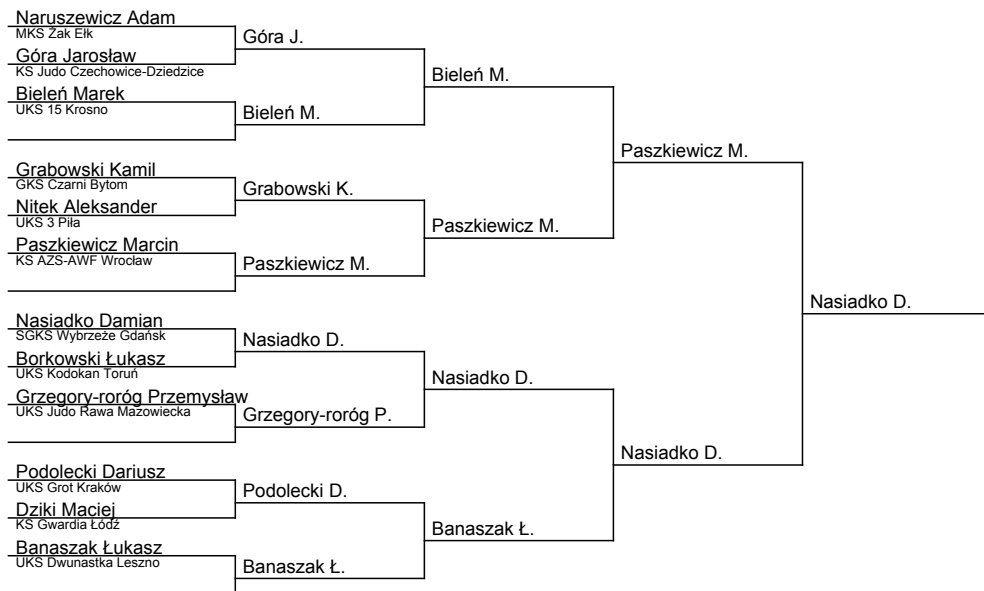 Naruszewicz Adam
MKS Żak Ełk
Góra Jarosław
KS Judo Czechowice-Dziedzice
Bieleń Marek
UKS 15 Krosno
Grabowski Kamil
GKS Czarni Bytom
Nitek Aleksander
UKS 3 Piła
Paszkiewicz Marcin
KS AZS-AWF Wrocław
Nasiadko Damian
SGKS Wybrzeże Gdańsk
Borkowski Łukasz
UKS Kodokan Toruń
Grzegory-roróg Przemysław
UKS Judo Rawa Mazowiecka
Podolecki Dariusz
UKS Grot Kraków
Dziki Maciej
KS Gwardia Łódź
Banaszak Łukasz
UKS Dwunastka Leszno
Góra J.
Bieleń M.
Grabowski K.
Paszkiewicz M.
Nasiadko D.
Grzegory-roróg P.
Podolecki D.
Banaszak Ł.
Bieleń M.
Paszkiewicz M.
Nasiadko D.
Banaszak Ł.
Paszkiewicz M.
Nasiadko D.
Nasiadko D.